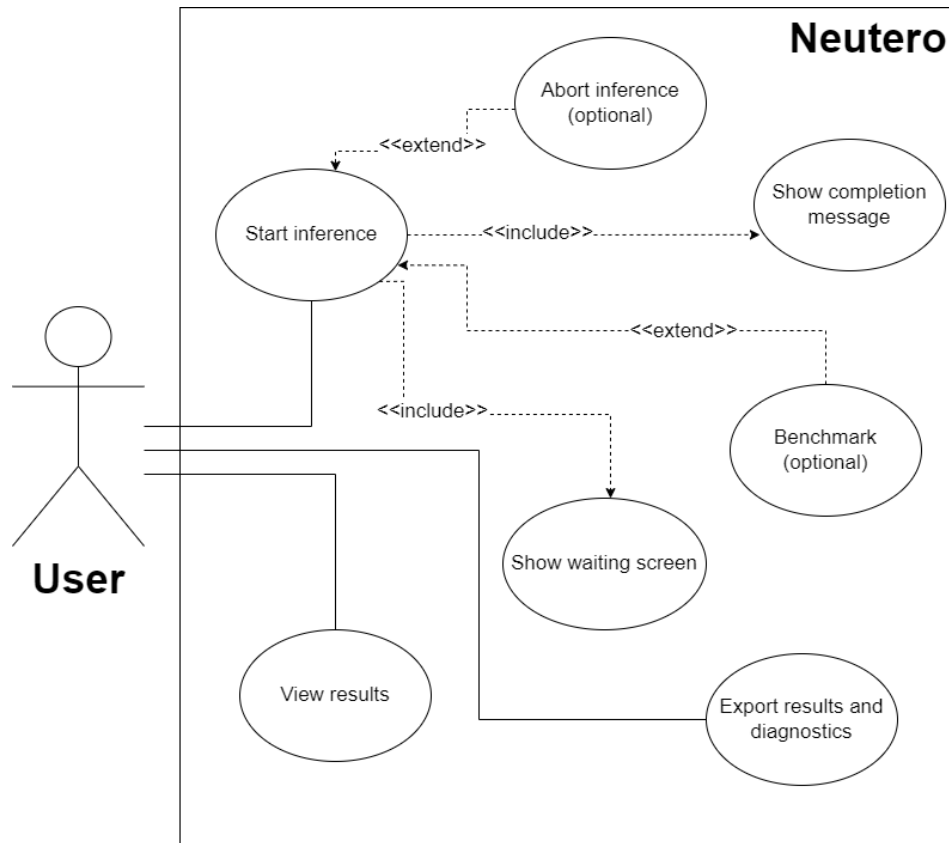 Neutero
Abort inference
(optional)
<<extend>>
Show completion
message
Start inference
<<include>>
<<extend>>
<<include>>
Benchmark
(optional)
Show waiting screen
User
View results
Export results and
diagnostics